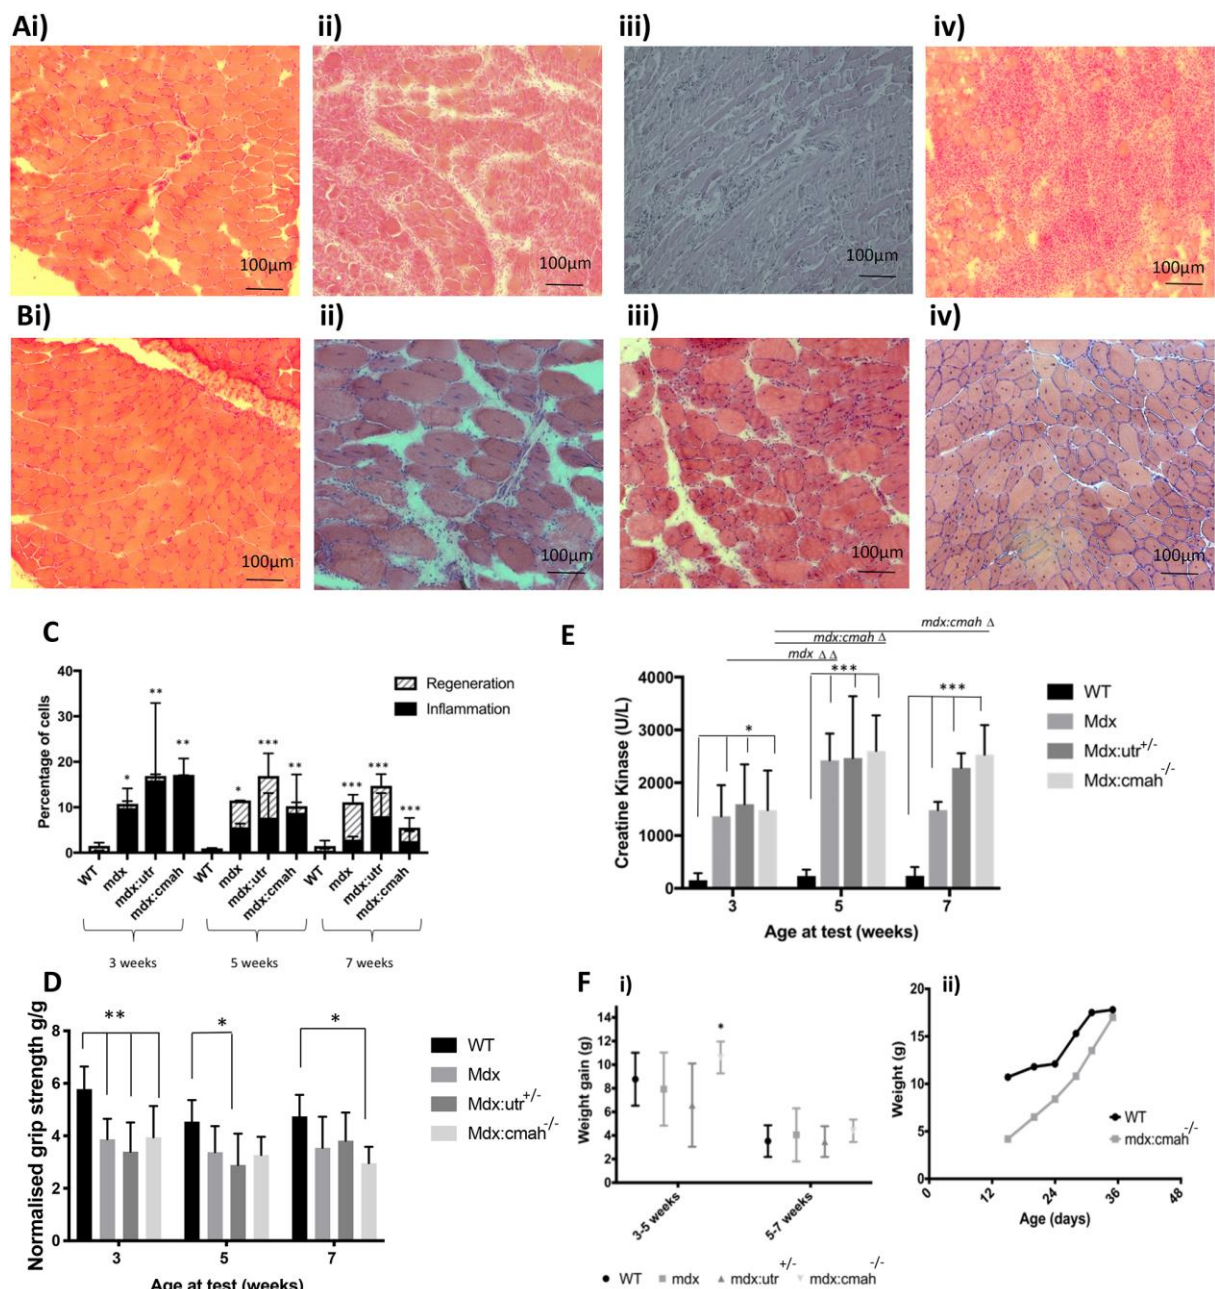 Ai)
ii)
iii)
iv)
100μm
100μm
100μm
100μm
Bi)
ii)
iii)
iv)
100μm
100μm
100μm
100μm
C
Percentage of cells
40
30
20
10
0
Regeneration
Inflammation
*
**
**
*
***
**
***
***
***
WT
mdx
mdx:utr
mdx:cmah
WT
mdx
mdx:utr
mdx:cmah
WT
mdx
mdx:utr
mdx:cmah
3 weeks
5 weeks
7 weeks
E
mdx:cmah Δ
mdx:cmah Δ
mdx Δ Δ
Creatine Kinase (U/L)
4000
3000
2000
1000
0
*
***
***
3
5
7
Age at test (weeks)
WT
Mdx
Mdx:utr+/-
Mdx:cmah-/-
D
Normalised grip strength g/g
8
6
4
2
0
**
*
*
3
5
7
Age at test (weeks)
WT
Mdx
Mdx:utr+/-
Mdx:cmah-/-
F
i)
Weight gain (g)
14
12
10
8
6
4
2
0
*
3-5 weeks
5-7 weeks
WT
mdx
mdx:utr+/-
mdx:cmah-/-
ii)
Weight (g)
20
15
10
5
0
0
12
24
36
48
Age (days)
WT
mdx:cmah-/-